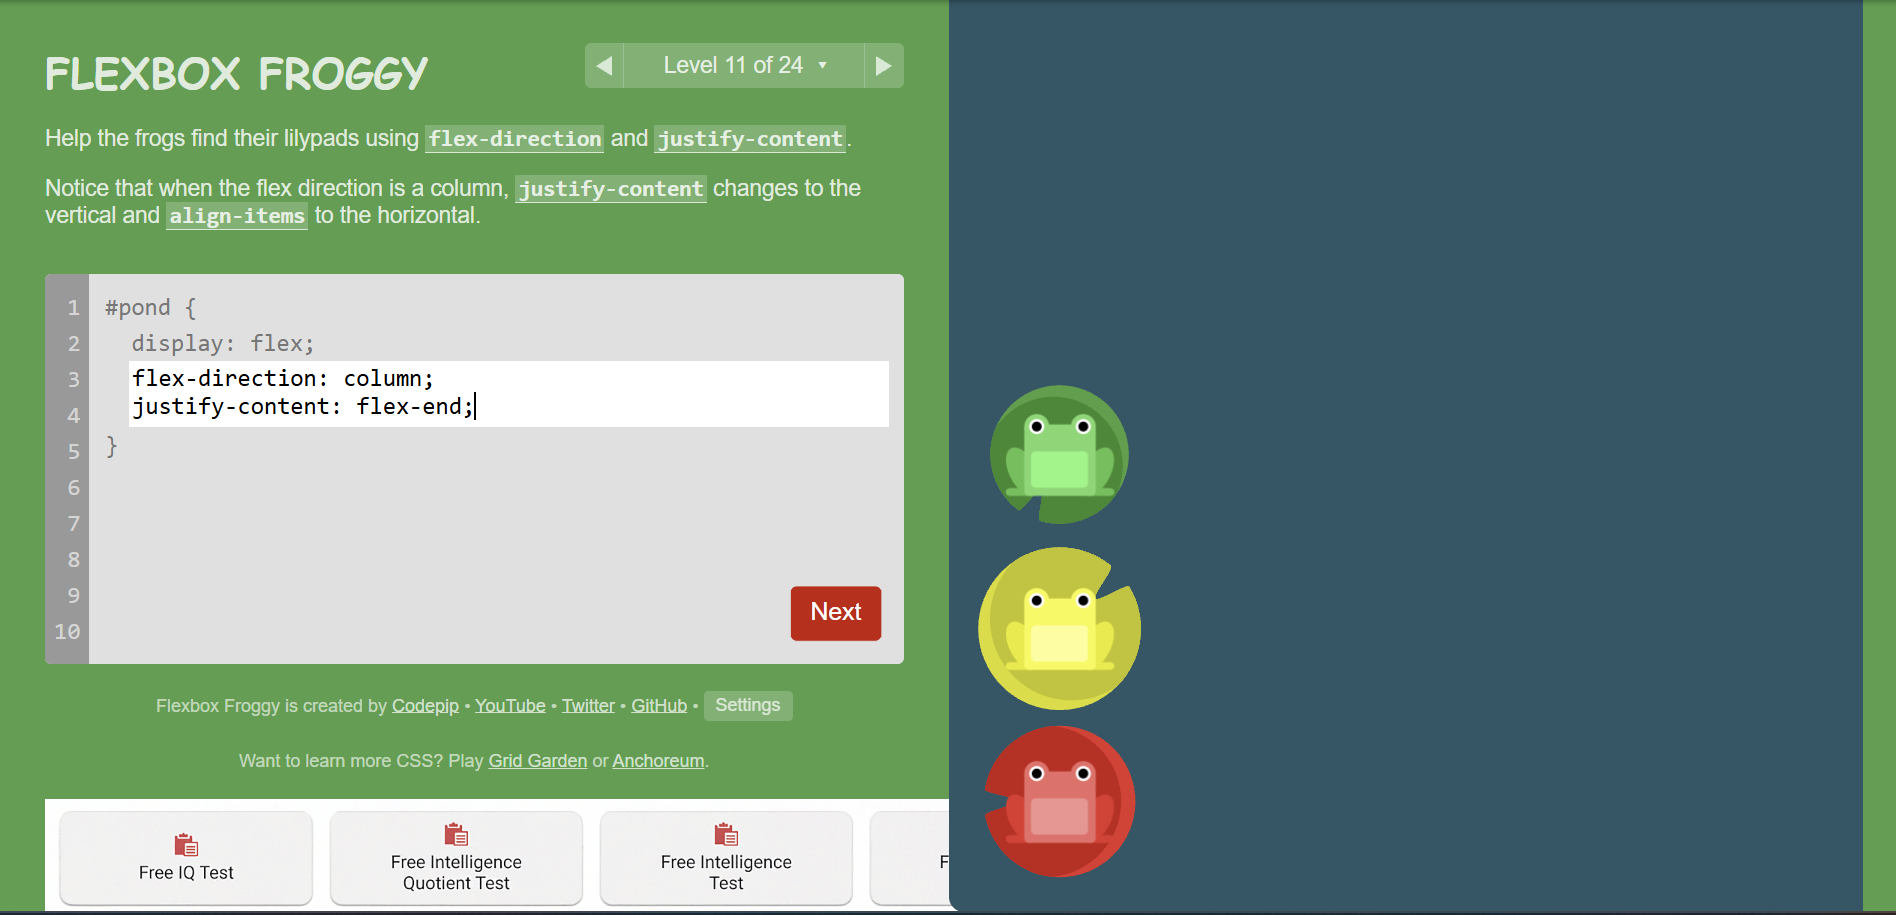 FLEXBOX FROGGY
Level 11 of 24 ▼
Help the frogs find their lilypads using flex-direction and justify-content.
Notice that when the flex direction is a column, justify-content changes to the
vertical and align-items to the horizontal.
1 #pond {
2 display: flex;
3 flex-direction: column;
4 justify-content: flex-end;
5 }
6
7
8
9
10
Next
Flexbox Froggy is created by Codepip • YouTube • Twitter • GitHub • Settings
Want to learn more CSS? Play Grid Garden or Anchoreum.
Free IQ Test
Free Intelligence
Quotient Test
Free Intelligence
Test
F